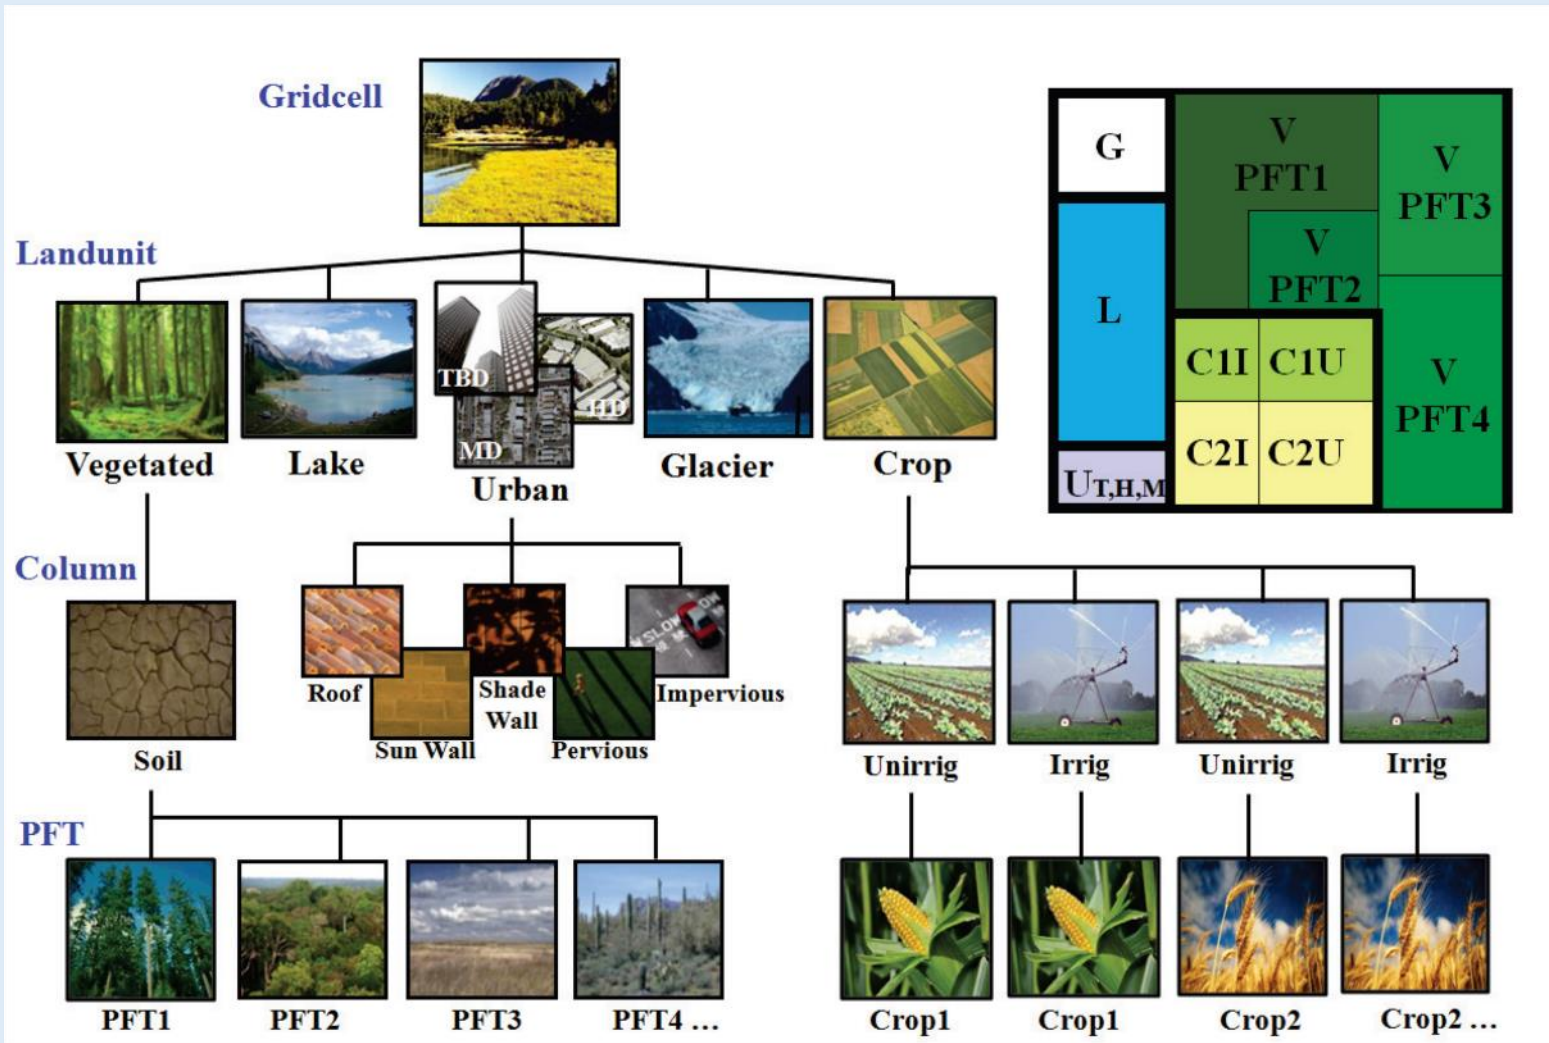 Gridcell
Landunit
TBD
HD
MD
Vegetated
Lake
Urban
Glacier
Crop
G
L
UT,H,M
V
PFT1
V
PFT2
V
PFT3
V
PFT4
C1I
C1U
C2I
C2U
Column
SLOW
Soil
Roof
Sun Wall
Shade
Wall
Pervious
Impervious
Unirrig
Irrig
Unirrig
Irrig
PFT
PFT1
PFT2
PFT3
PFT4 ...
Crop1
Crop1
Crop2
Crop2 ...